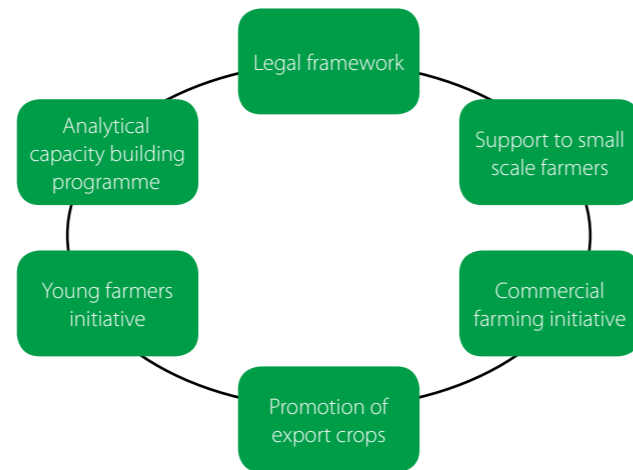 Legal framework
Analytical
capacity building
programme
Support to small
scale farmers
Young farmers
initiative
Commercial
farming initiative
Promotion of
export crops